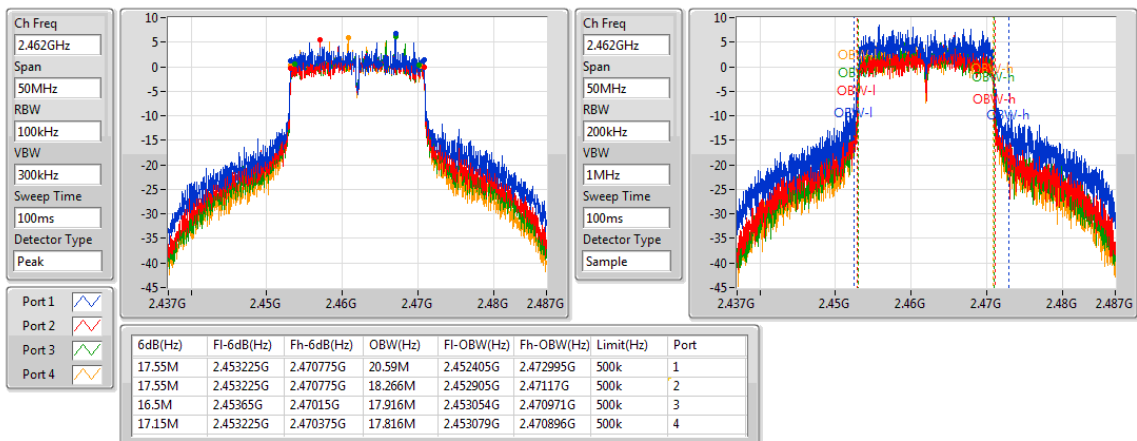 Ch Freq
2.462GHz
Span
50MHz
RBW
100kHz
VBW
300kHz
Sweep Time
100ms
Detector Type
Peak
10
5
0
-5
-10
-15
-20
-25
-30
-35
-40
-45
2.437G 2.45G 2.46G 2.47G 2.48G 2.487G
Ch Freq
2.462GHz
Span
50MHz
RBW
200kHz
VBW
1MHz
Sweep Time
100ms
Detector Type
Sample
10
5
0
-5
-10
-15
-20
-25
-30
-35
-40
-45
OBW-h
OBW-h
OBW-l
OBW-h
OBW-l
OBW-h
2.437G 2.45G 2.46G 2.47G 2.48G 2.487G
Port 1
Port 2
Port 3
Port 4
6dB(Hz) Fl-6dB(Hz) Fh-6dB(Hz) OBW(Hz) Fl-OBW(Hz) Fh-OBW(Hz) Limit(Hz) Port
17.55M 2.453225G 2.470775G 20.59M 2.452405G 2.472995G 500k 1
17.55M 2.453225G 2.470775G 18.266M 2.452905G 2.47117G 500k 2
16.5M 2.45365G 2.47015G 17.916M 2.453054G 2.470971G 500k 3
17.15M 2.453225G 2.470375G 17.816M 2.453079G 2.470896G 500k 4